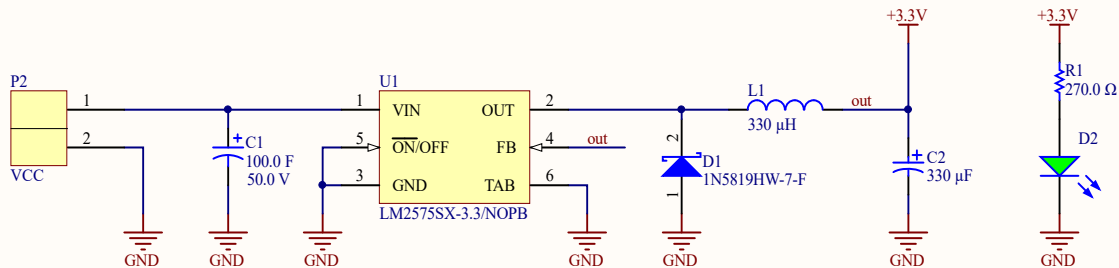 +3.3V
+3.3V
P2
1
2
VCC
GND
C1
100.0 F
50.0 V
GND
U1
1
VIN
OUT
2
5
ON/OFF
FB
4
out
3
GND
TAB
6
LM2575SX-3.3/NOPB
GND
GND
2
D1
1N5819HW-7-F
1
GND
L1
330 µH
out
C2
330 µF
GND
R1
270.0 Ω
D2
GND